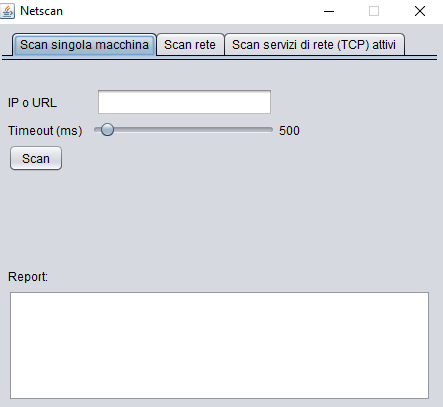 Netscan
Scan singola macchina Scan rete Scan servizi di rete (TCP) attivi
IP o URL
Timeout (ms) 500
Scan
Report: